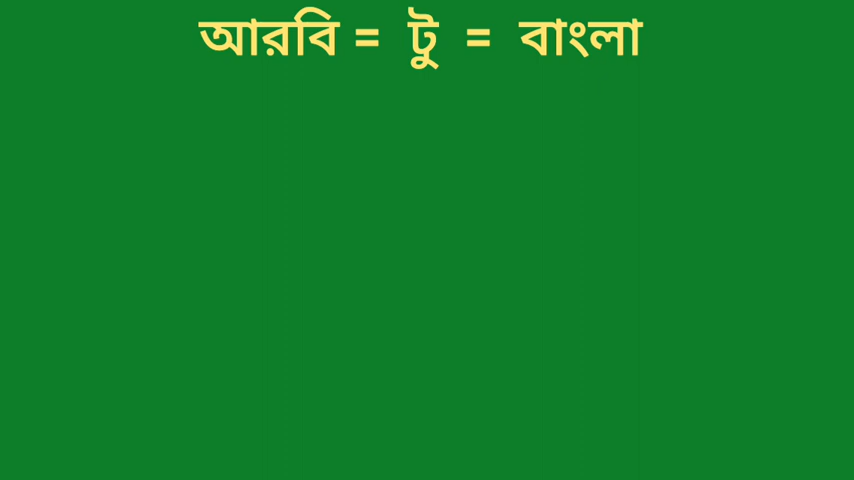 আরবি = টু = বাংলা